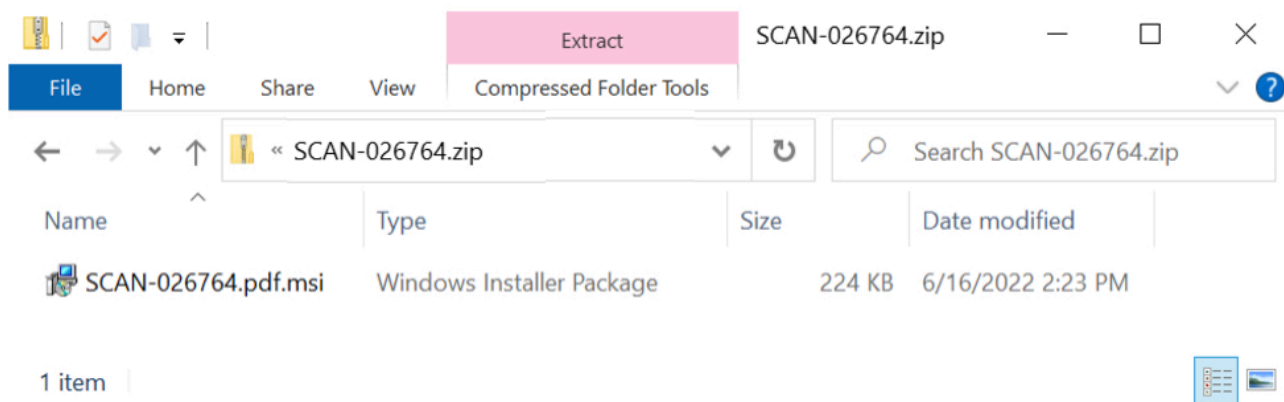 Extract SCAN-026764.zip
File Home Share View Compressed Folder Tools ?
« SCAN-026764.zip Search SCAN-026764.zip
Name Type Size Date modified
SCAN-026764.pdf.msi Windows Installer Package 224 KB 6/16/2022 2:23 PM
1 item